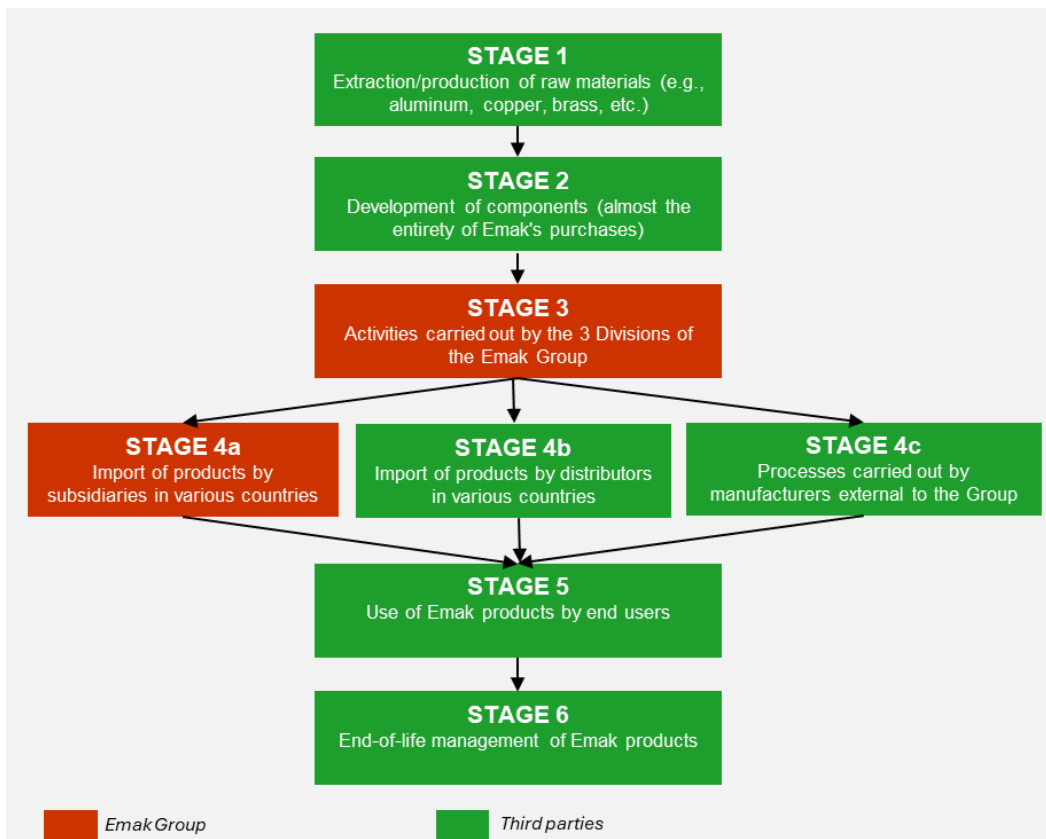 STAGE 1
Extraction/production of raw materials (e.g.,
aluminum, copper, brass, etc.)
STAGE 2
Development of components (almost the
entirety of Emak's purchases)
STAGE 3
Activities carried out by the 3 Divisions of
the Emak Group
STAGE 4a
Import of products by
subsidiaries in various countries
STAGE 4b
Import of products by distributors
in various countries
STAGE 4c
Processes carried out by
manufacturers external to the Group
STAGE 5
Use of Emak products by end users
STAGE 6
End-of-life management of Emak products
Emak Group
Third parties